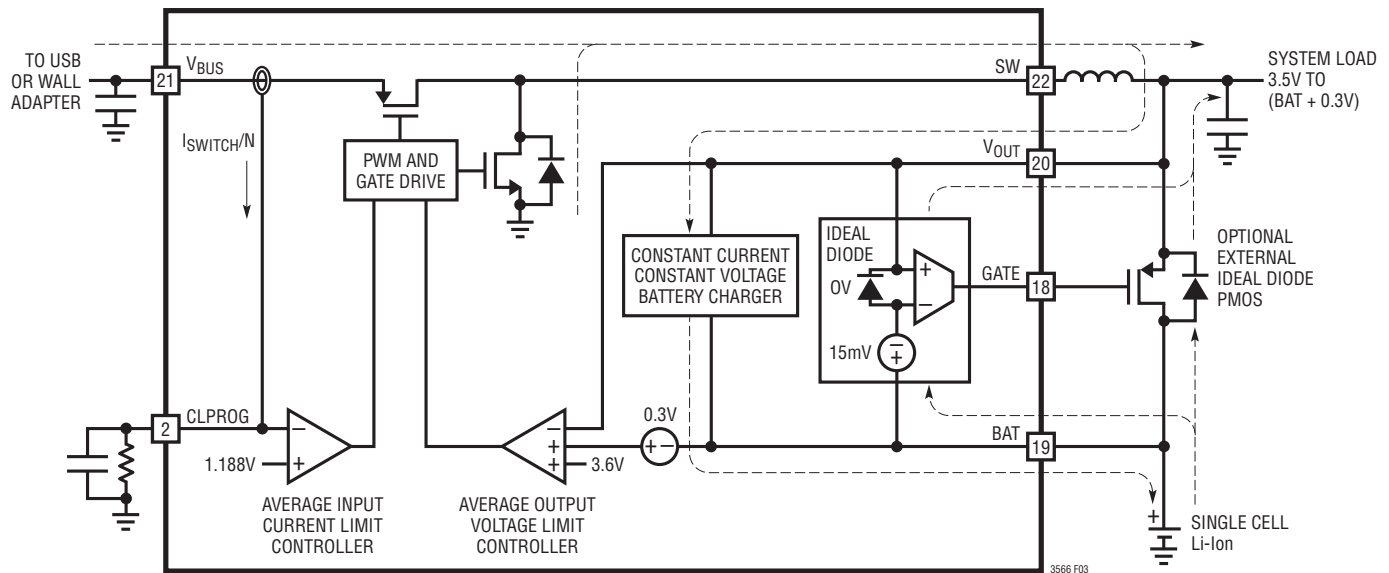 TO USB
OR WALL
ADAPTER
21
VBUS
SW
22
SYSTEM LOAD
3.5V TO
(BAT + 0.3V)
ISWITCH/N
PWM AND
GATE DRIVE
VOUT
20
CONSTANT CURRENT
CONSTANT VOLTAGE
BATTERY CHARGER
IDEAL
DIODE
0V
+
–
15mV
–
+
GATE
18
OPTIONAL
EXTERNAL
IDEAL DIODE
PMOS
2
CLPROG
–
1.188V
+
AVERAGE INPUT
CURRENT LIMIT
CONTROLLER
–
+
+
3.6V
AVERAGE OUTPUT
VOLTAGE LIMIT
CONTROLLER
0.3V
+ –
BAT
19
+
SINGLE CELL
Li-Ion
3566 F03